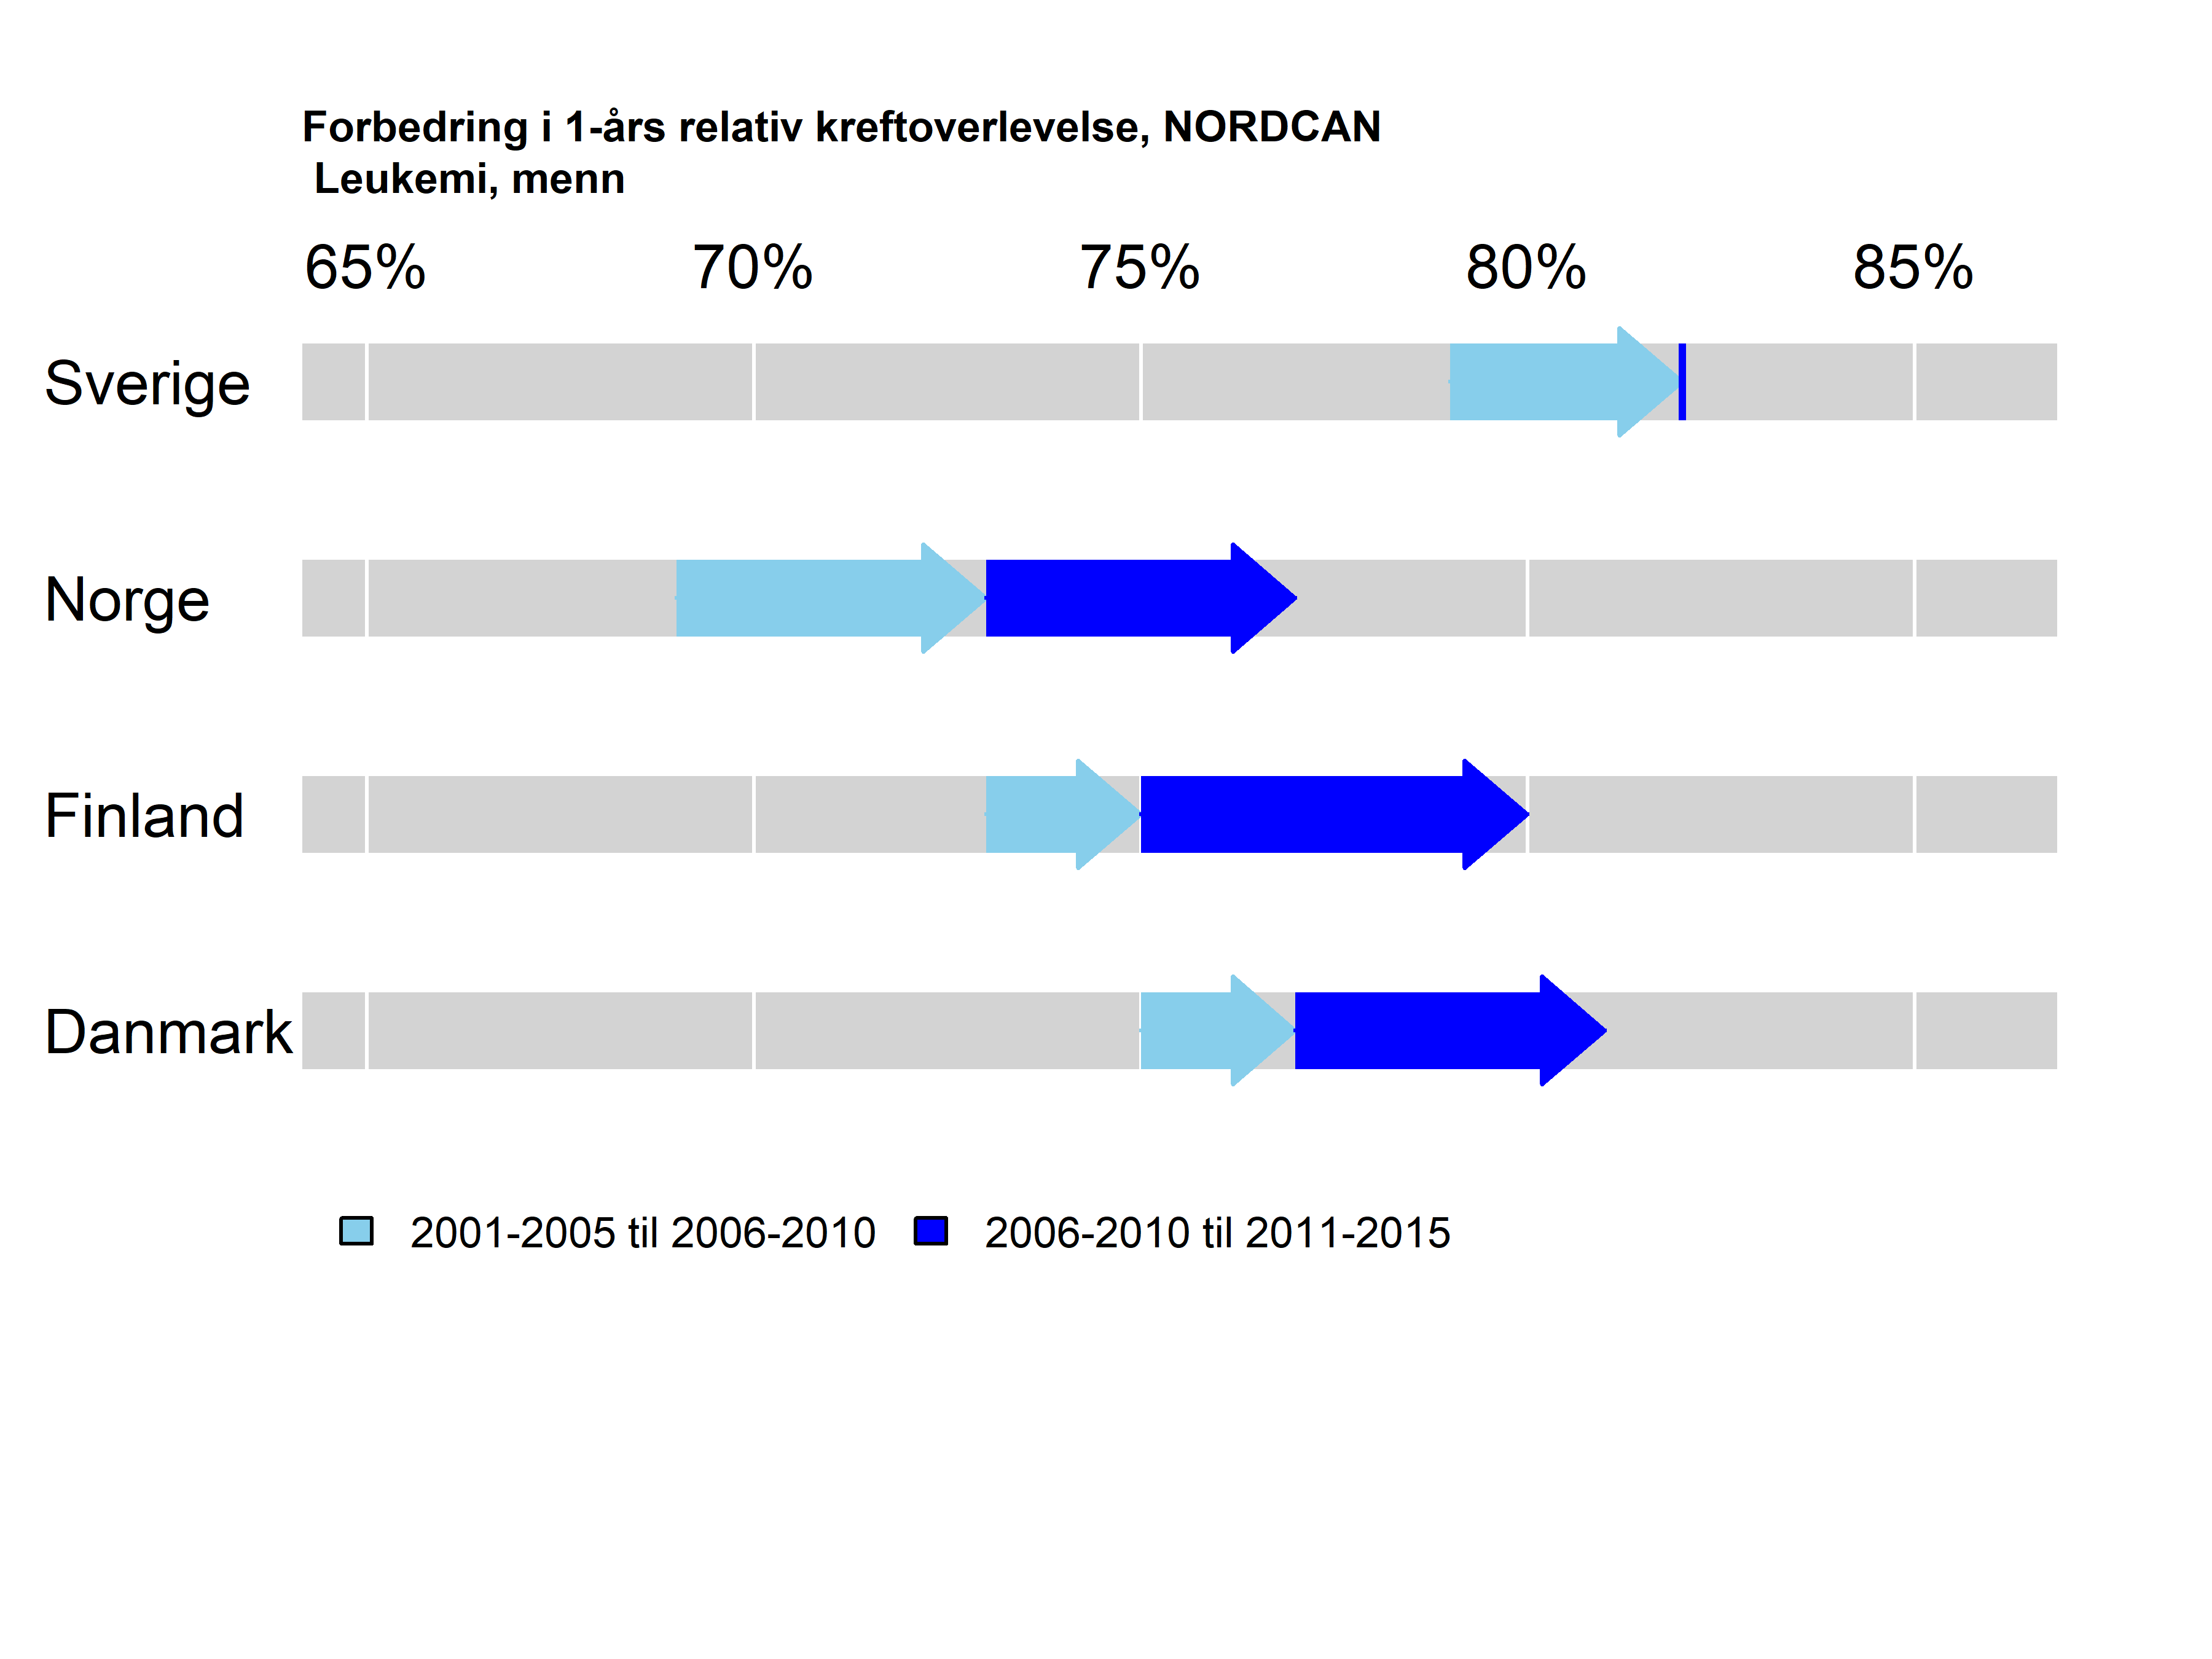 Forbedring i 1-års relativ kreftoverlevelse, NORDCAN
Leukemi, menn
65% 70% 75% 80% 85%
Sverige
Norge
Finland
Danmark
2001-2005 til 2006-2010 2006-2010 til 2011-2015